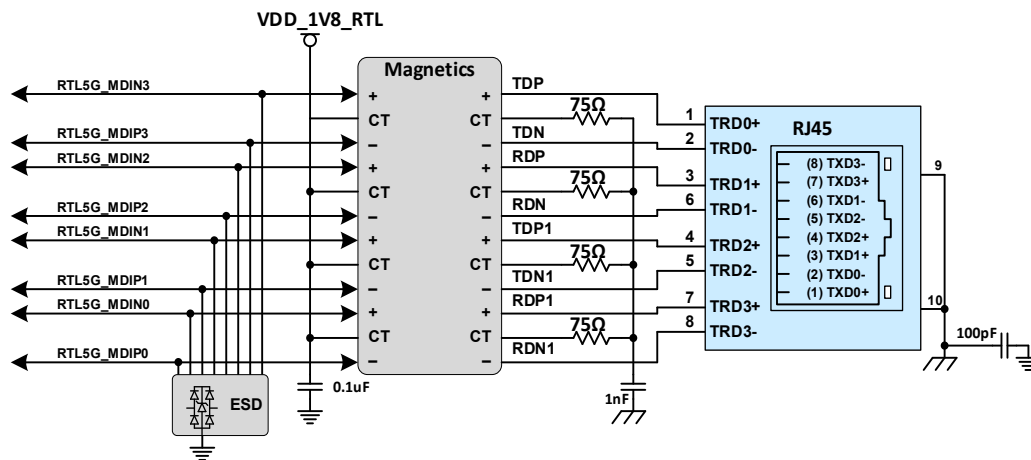 VDD_1V8_RTL
Magnetics
RTL5G_MDIN3
+
+
TDP
CT
CT
75Ω
RTL5G_MDIP3
−
−
TDN
RTL5G_MDIN2
+
+
RDP
CT
CT
75Ω
RTL5G_MDIP2
−
−
RDN
RTL5G_MDIN1
+
+
TDP1
CT
CT
75Ω
RTL5G_MDIP1
−
−
TDN1
RTL5G_MDIN0
+
+
RDP1
CT
CT
75Ω
RTL5G_MDIP0
−
−
RDN1
ESD
0.1uF
1nF
RJ45
1 TRD0+
2 TRD0-
3 TRD1+
6 TRD1-
4 TRD2+
5 TRD2-
7 TRD3+
8 TRD3-
(8) TXD3-
(7) TXD3+
(6) TXD1-
(5) TXD2-
(4) TXD2+
(3) TXD1+
(2) TXD0-
(1) TXD0+
9
10
100pF